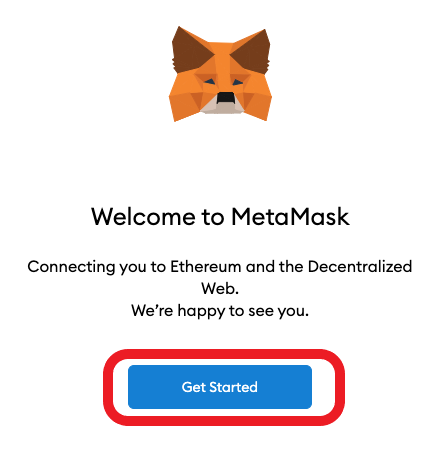 Welcome to MetaMask
Connecting you to Ethereum and the Decentralized
Web.
We're happy to see you.
Get Started